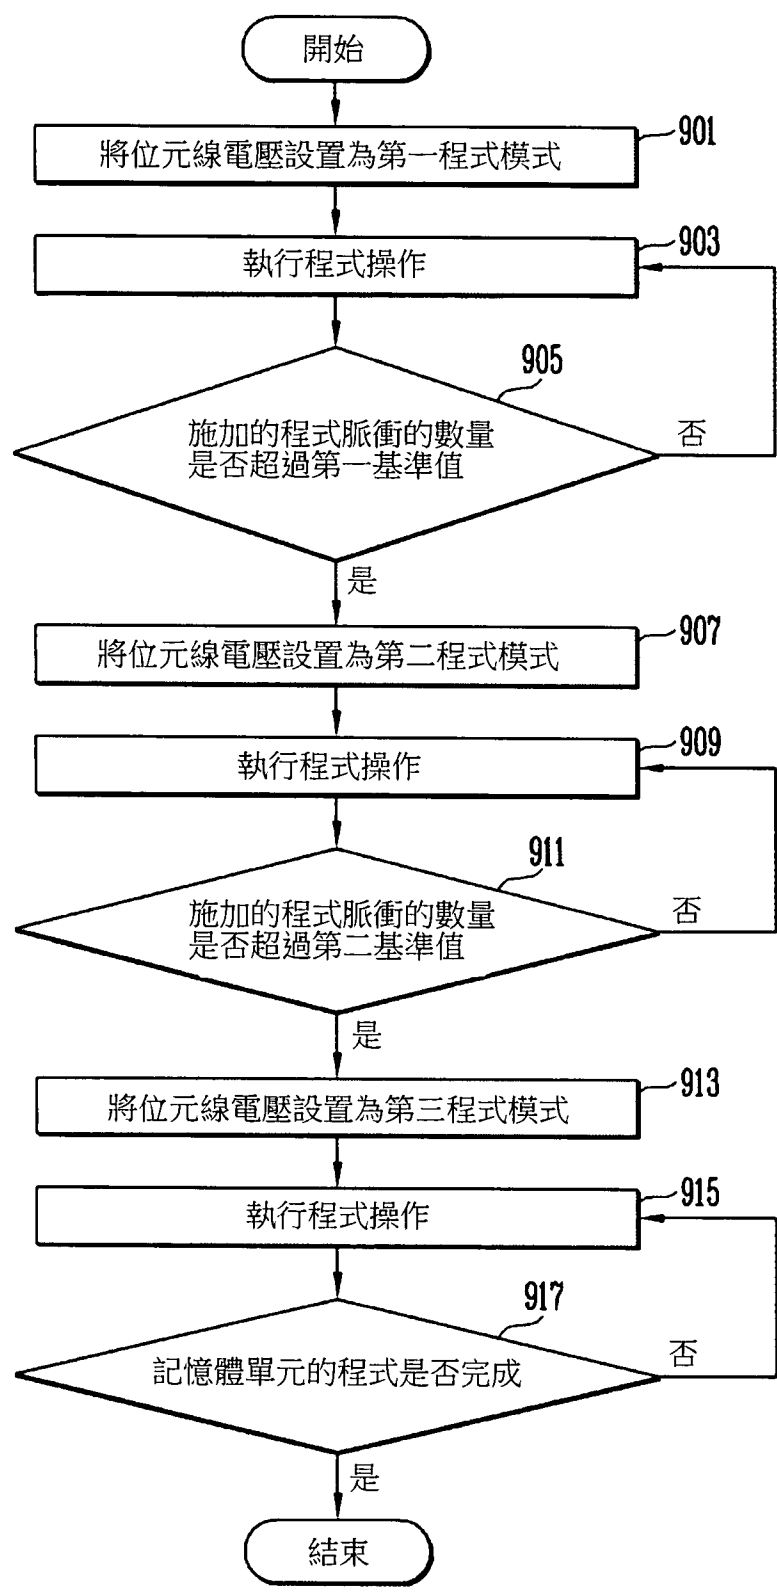 開始
901
將位元線電壓設置為第一程式模式
903
執行程式操作
905
施加的程式脈衝的數量
是否超過第一基準值
否
是
907
將位元線電壓設置為第二程式模式
909
執行程式操作
911
施加的程式脈衝的數量
是否超過第二基準值
否
是
913
將位元線電壓設置為第三程式模式
915
執行程式操作
917
記憶體單元的程式是否完成
否
是
結束